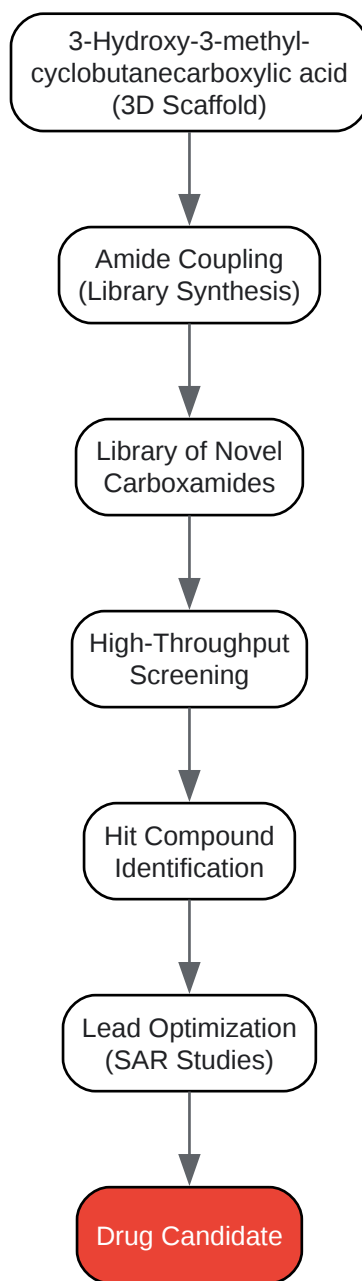 3-Hydroxy-3-methyl-
cyclobutanecarboxylic acid
(3D Scaffold)
Amide Coupling
(Library Synthesis)
Library of Novel
Carboxamides
High-Throughput
Screening
Hit Compound
Identification
Lead Optimization
(SAR Studies)
Drug Candidate